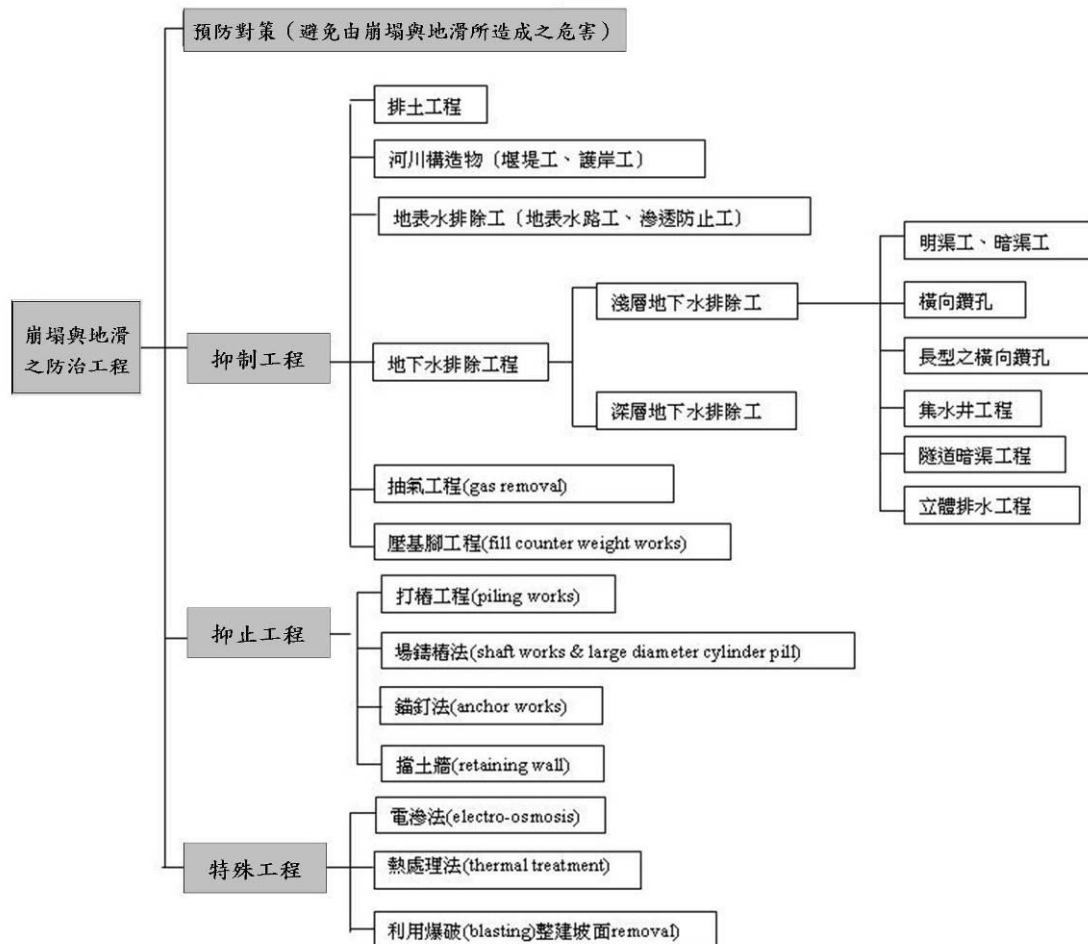 預防對策（避免由崩塌與地滑所造成之危害）
排土工程
河川構造物〔堰堤工、護岸工〕
地表水排除工〔地表水路工、滲透防止工〕
明渠工、暗渠工
淺層地下水排除工
橫向鑽孔
崩塌與地滑
之防治工程
抑制工程
地下水排除工程
長型之橫向鑽孔
深層地下水排除工
集水井工程
隧道暗渠工程
抽氣工程(gas removal)
立體排水工程
壓基腳工程(fill counter weight works)
打樁工程(piling works)
抑止工程
場鑄樁法(shaft works & large diameter cylinder pill)
錨釘法(anchor works)
擋土牆(retaining wall)
電滲法(electro-osmosis)
特殊工程
熱處理法(thermal treatment)
利用爆破(blasting)整建坡面removal)